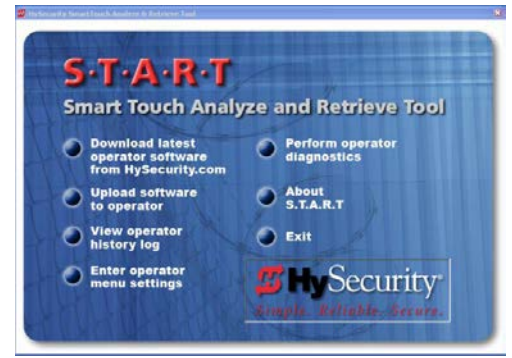 HySecurity Smart Touch Analyze & Retrieve Tool
S·T·A·R·T
Smart Touch Analyze and Retrieve Tool
Download latest
operator software
from HySecurity.com
Upload software
to operator
View operator
history log
Enter operator
menu settings
Perform operator
diagnostics
About
S.T.A.R.T
Exit
HySecurity®
Simple. Reliable. Secure.